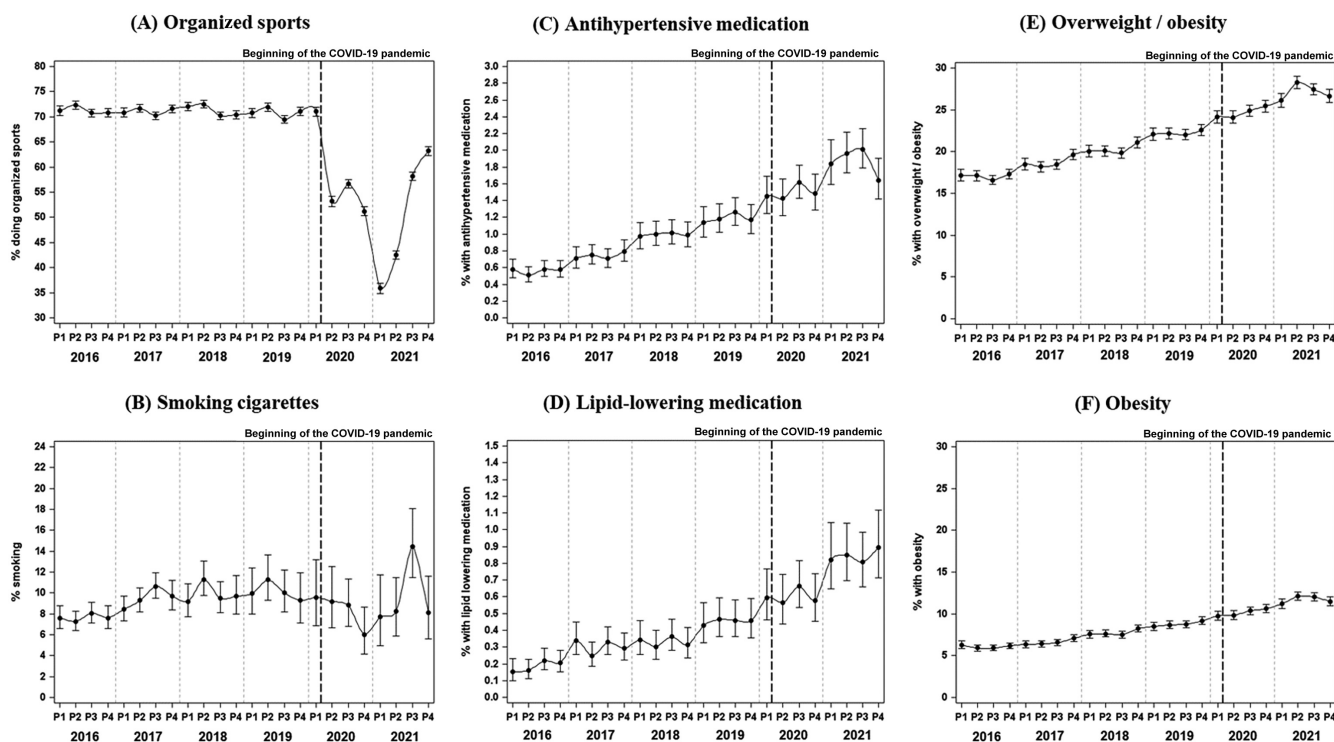 (A) Organized sports
Beginning of the COVID-19 pandemic
% doing organized sports
80
75
70
65
60
55
50
45
40
35
30
P1 P2 P3 P4 P1 P2 P3 P4 P1 P2 P3 P4 P1 P2 P3 P4 P1 P2 P3 P4 P1 P2 P3 P4
2016 2017 2018 2019 2020 2021
(C) Antihypertensive medication
Beginning of the COVID-19 pandemic
% with antihypertensive medication
3.0
2.8
2.6
2.4
2.2
2.0
1.8
1.6
1.4
1.2
1.0
0.8
0.6
0.4
0.2
0.0
P1 P2 P3 P4 P1 P2 P3 P4 P1 P2 P3 P4 P1 P2 P3 P4 P1 P2 P3 P4 P1 P2 P3 P4
2016 2017 2018 2019 2020 2021
(E) Overweight / obesity
Beginning of the COVID-19 pandemic
% with overweight / obesity
30
25
20
15
10
5
0
P1 P2 P3 P4 P1 P2 P3 P4 P1 P2 P3 P4 P1 P2 P3 P4 P1 P2 P3 P4 P1 P2 P3 P4
2016 2017 2018 2019 2020 2021
(B) Smoking cigarettes
Beginning of the COVID-19 pandemic
% smoking
24
22
20
18
16
14
12
10
8
6
4
2
0
P1 P2 P3 P4 P1 P2 P3 P4 P1 P2 P3 P4 P1 P2 P3 P4 P1 P2 P3 P4 P1 P2 P3 P4
2016 2017 2018 2019 2020 2021
(D) Lipid-lowering medication
Beginning of the COVID-19 pandemic
% with lipid lowering medication
1.5
1.4
1.3
1.2
1.1
1.0
0.9
0.8
0.7
0.6
0.5
0.4
0.3
0.2
0.1
0.0
P1 P2 P3 P4 P1 P2 P3 P4 P1 P2 P3 P4 P1 P2 P3 P4 P1 P2 P3 P4 P1 P2 P3 P4
2016 2017 2018 2019 2020 2021
(F) Obesity
Beginning of the COVID-19 pandemic
% with obesity
30
25
20
15
10
5
0
P1 P2 P3 P4 P1 P2 P3 P4 P1 P2 P3 P4 P1 P2 P3 P4 P1 P2 P3 P4 P1 P2 P3 P4
2016 2017 2018 2019 2020 2021